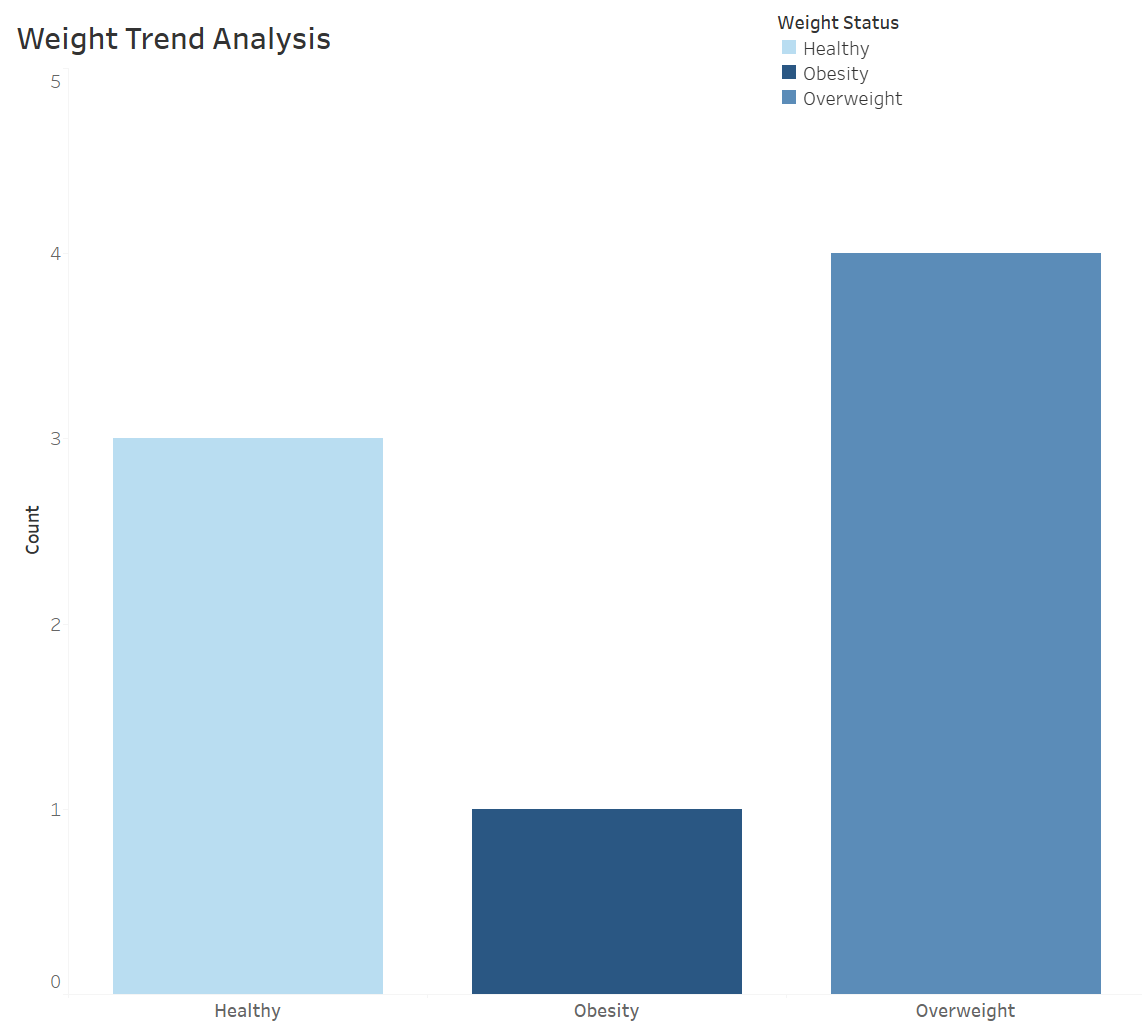 Weight Trend Analysis
Weight Status
Healthy
Obesity
Overweight
5
4
3
2
1
0
Count
Healthy
Obesity
Overweight